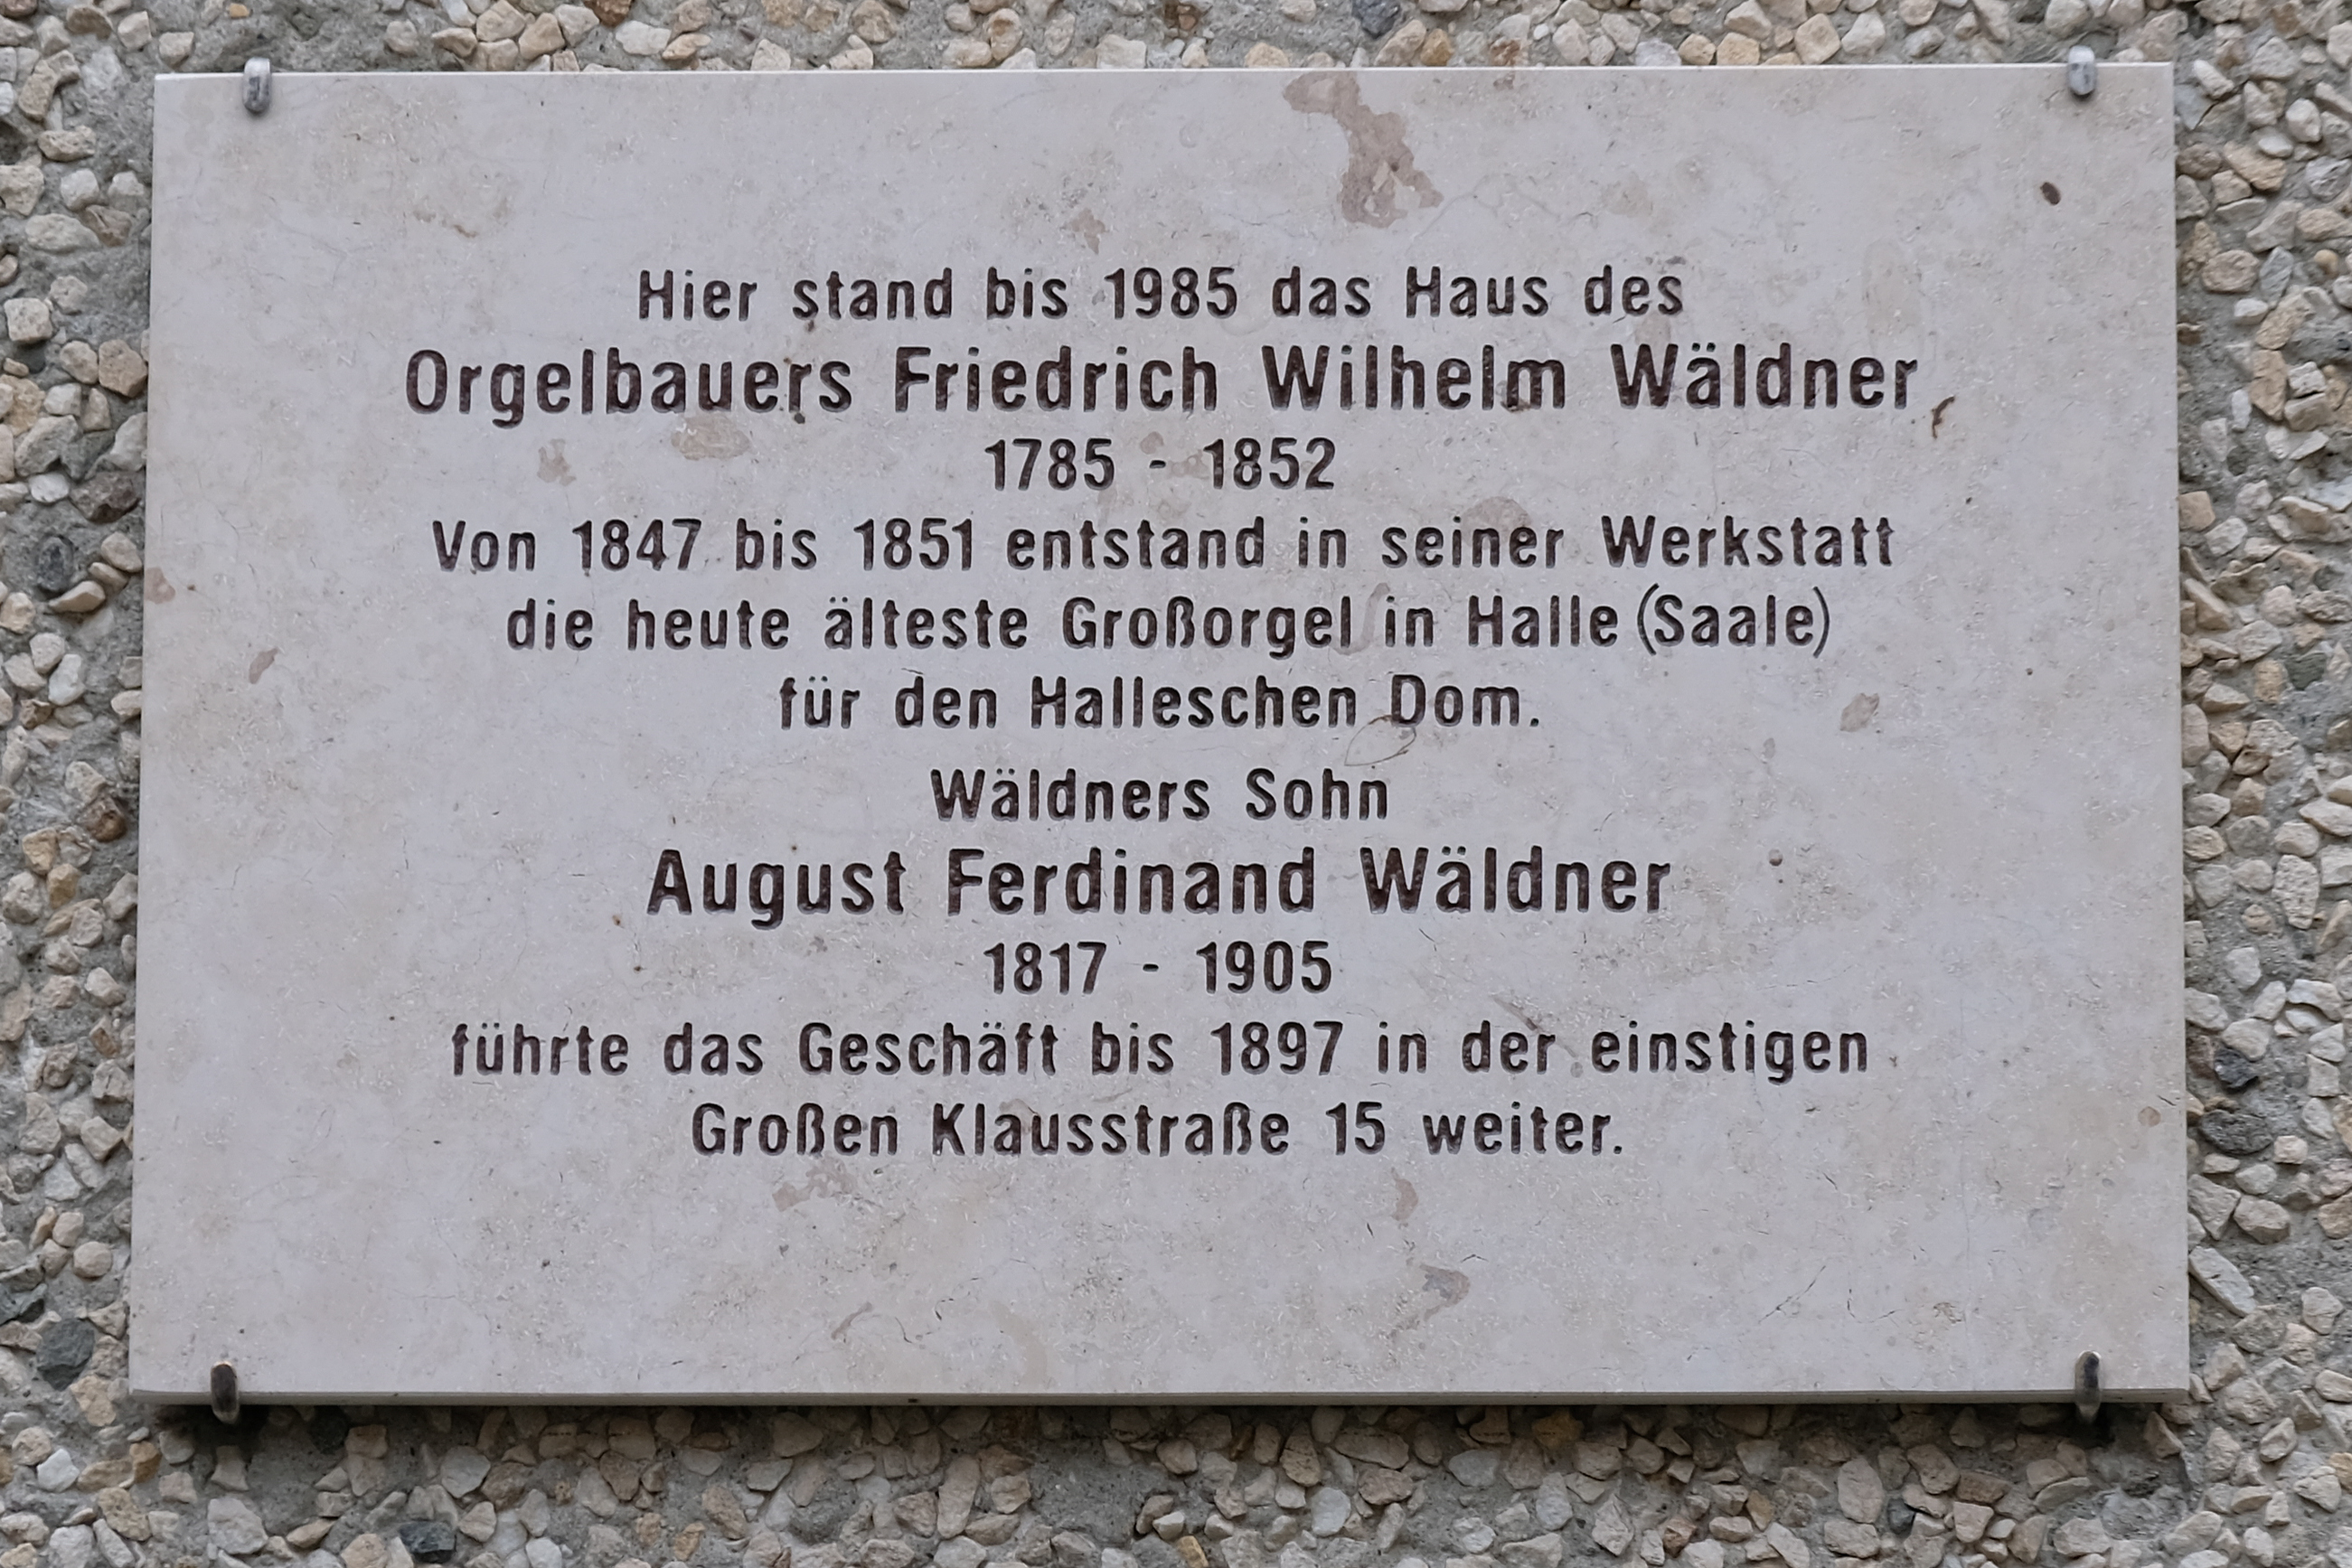 Hier stand bis 1985 das Haus des
Orgelbauers Friedrich Wilhelm Wäldner
1785 - 1852
Von 1847 bis 1851 entstand in seiner Werkstatt
die heute älteste Großorgel in Halle (Saale)
für den Halleschen Dom.
Wäldners Sohn
August Ferdinand Wäldner
1817 - 1905
führte das Geschäft bis 1897 in der einstigen
Großen Klausstraße 15 weiter.